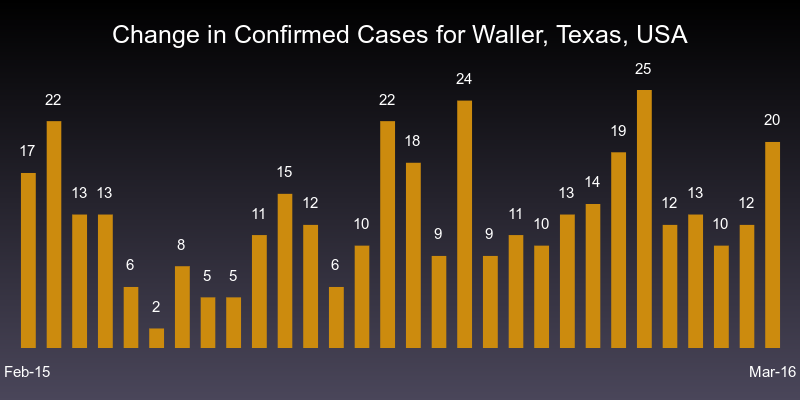 Change in Confirmed Cases for Waller, Texas, USA
17 22 13 13 6 2 8 5 5 11 15 12 6 10 22 18 9 24 9 11 10 13 14 19 25 12 13 10 12 20
Feb-15 Mar-16